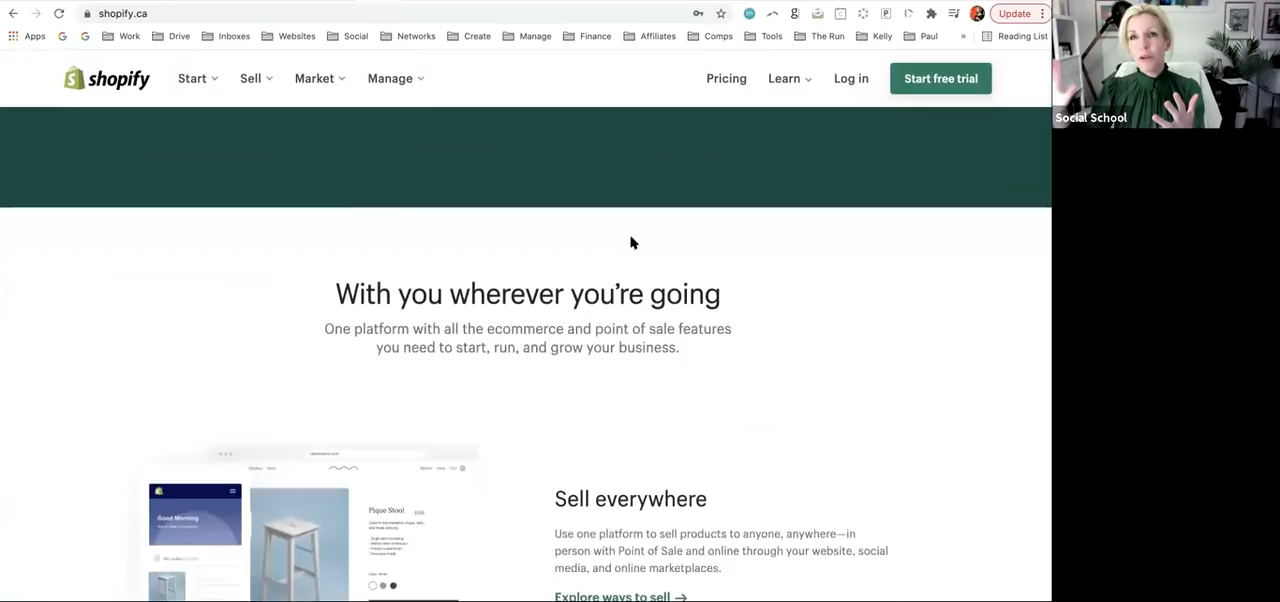 shopify.ca
Update
Apps
Work
Drive
Inboxes
Websites
Social
Networks
Create
Manage
Finance
Affiliates
Comps
Tools
The Run
Kelly
Paul
»
Reading List
shopify
Start
Sell
Market
Manage
Pricing
Learn
Log in
Start free trial
Social School
With you wherever you're going
One platform with all the ecommerce and point of sale features
you need to start, run, and grow your business.
Good Morning
Pique Stool
Sell everywhere
Use one platform to sell products to anyone, anywhere—in
person with Point of Sale and online through your website, social
media, and online marketplaces.
Explore ways to sell →